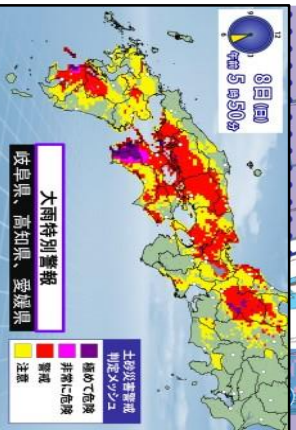 8日(日)
午前5時50分
大雨特別警報
岐阜県、高知県、愛媛県
土砂災害警戒
判定メッシュ
極めて危険
非常に危険
警戒
注意